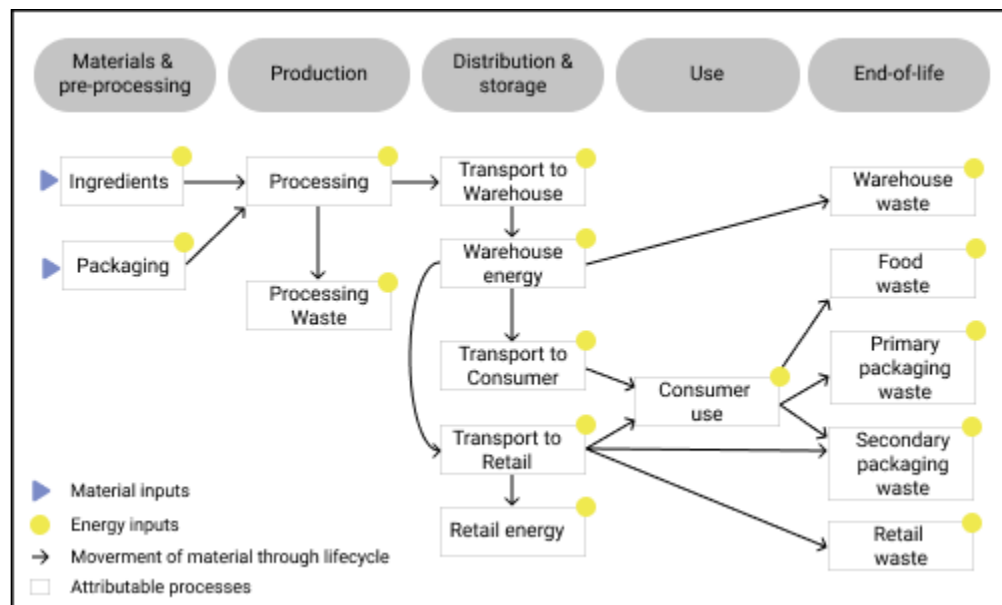 Materials &
pre-processing
Production
Distribution &
storage
Use
End-of-life
Ingredients
Processing
Transport to
Warehouse
Warehouse
waste
Packaging
Processing
Waste
Warehouse
energy
Food
waste
Transport to
Consumer
Consumer
use
Primary
packaging
waste
Transport to
Retail
Secondary
packaging
waste
Retail energy
Retail
waste
Material inputs
Energy inputs
Moverment of material through lifecycle
Attributable processes